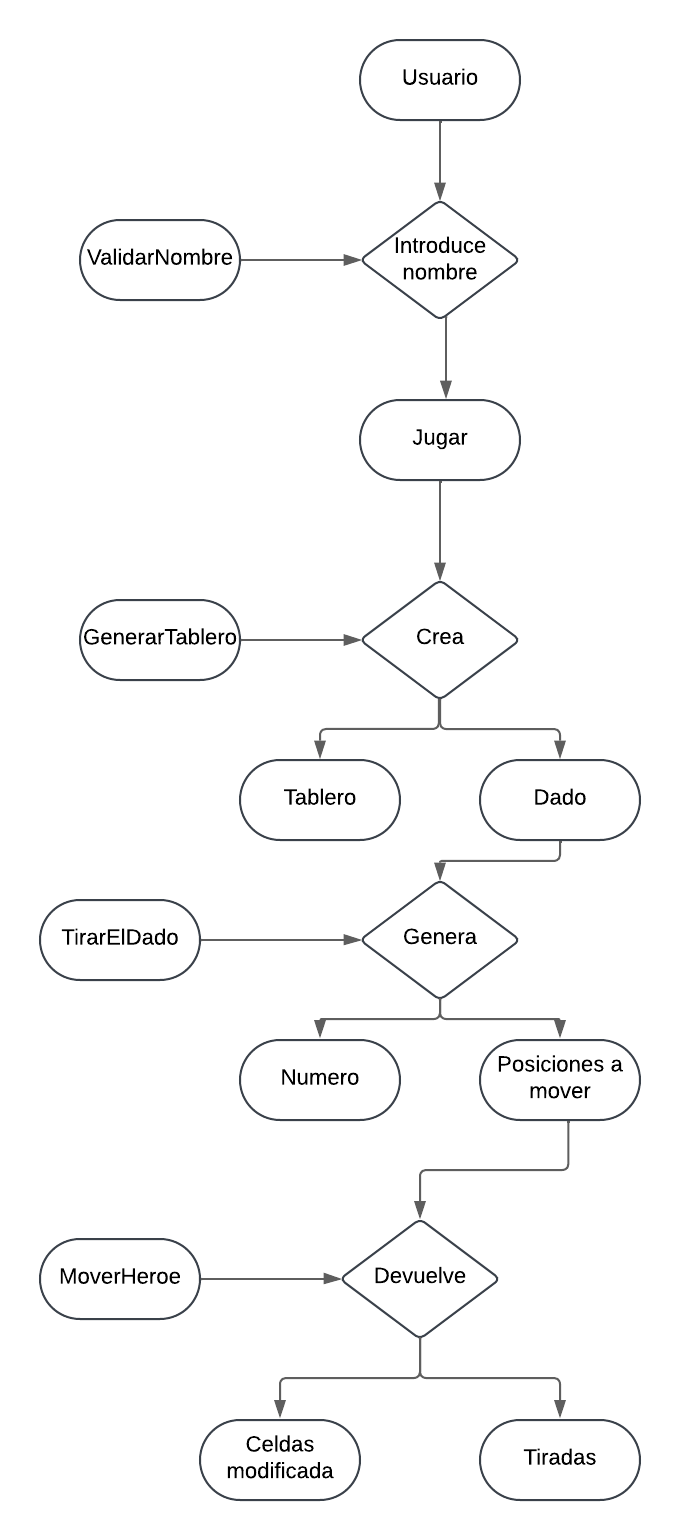 Usuario
ValidarNombre
Introduce
nombre
Jugar
GenerarTablero
Crea
Tablero
Dado
TirarElDado
Genera
Numero
Posiciones a
mover
MoverHeroe
Devuelve
Celdas
modificada
Tiradas